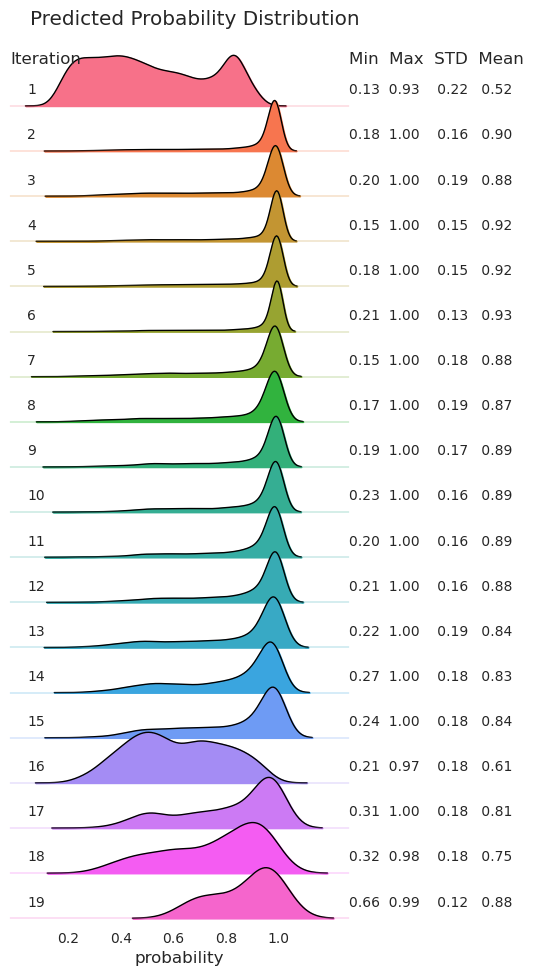 Predicted Probability Distribution
Iteration Min Max STD Mean
1 0.13 0.93 0.22 0.52
2 0.18 1.00 0.16 0.90
3 0.20 1.00 0.19 0.88
4 0.15 1.00 0.15 0.92
5 0.18 1.00 0.15 0.92
6 0.21 1.00 0.13 0.93
7 0.15 1.00 0.18 0.88
8 0.17 1.00 0.19 0.87
9 0.19 1.00 0.17 0.89
10 0.23 1.00 0.16 0.89
11 0.20 1.00 0.16 0.89
12 0.21 1.00 0.16 0.88
13 0.22 1.00 0.19 0.84
14 0.27 1.00 0.18 0.83
15 0.24 1.00 0.18 0.84
16 0.21 0.97 0.18 0.61
17 0.31 1.00 0.18 0.81
18 0.32 0.98 0.18 0.75
19 0.66 0.99 0.12 0.88
0.2 0.4 0.6 0.8 1.0
probability